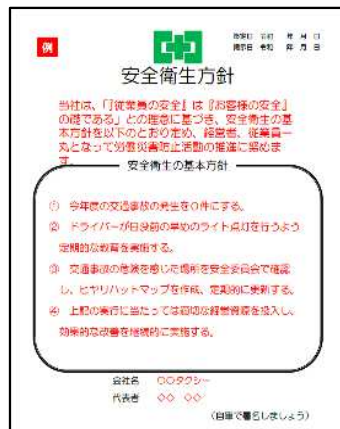 例
制定日 令和 年 月 日
掲示日 令和 年 月 日
安全衛生方針
当社は、「『従業員の安全』は『お客様の安全』
の礎である」との理念に基づき、安全衛生の基
本方針を以下のとおり定め、経営者、従業員一
丸となって労働災害防止活動の推進に努めま
す。
安全衛生の基本方針
① 今年度の交通事故の発生を0件にする。
② ドライバーが日没前の早めのライト点灯を行うよう
定期的な教育を実施する。
③ 交通事故の危険を感じた場所を安全委員会で確認
し、ヒヤリハットマップを作成、定期的に更新する。
④ 上記の実行に当たっては適切な経営資源を投入し、
効果的な改善を継続的に実施する。
会社名 〇〇タクシー
代表者 〇〇 〇〇
（自筆で署名しましょう）